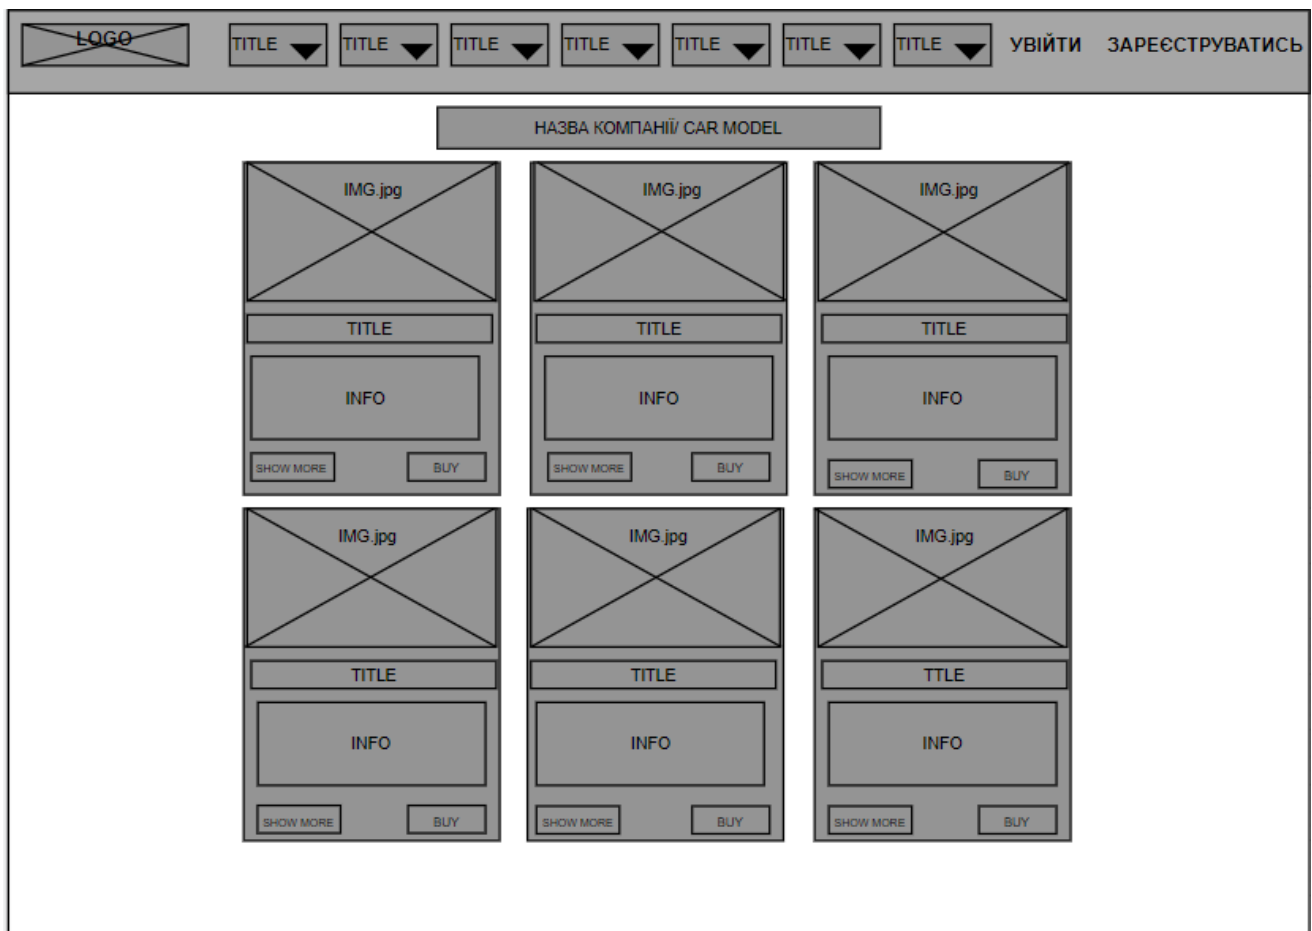 LOGO TITLE TITLE TITLE TITLE TITLE TITLE TITLE УВІЙТИ ЗАРЕЄСТРУВАТИСЬ
НАЗВА КОМПАНІЇ/ CAR MODEL
IMG.jpg IMG.jpg IMG.jpg
TITLE TITLE TITLE
INFO INFO INFO
SHOW MORE BUY SHOW MORE BUY SHOW MORE BUY
IMG.jpg IMG.jpg IMG.jpg
TITLE TITLE TTLE
INFO INFO INFO
SHOW MORE BUY SHOW MORE BUY SHOW MORE BUY